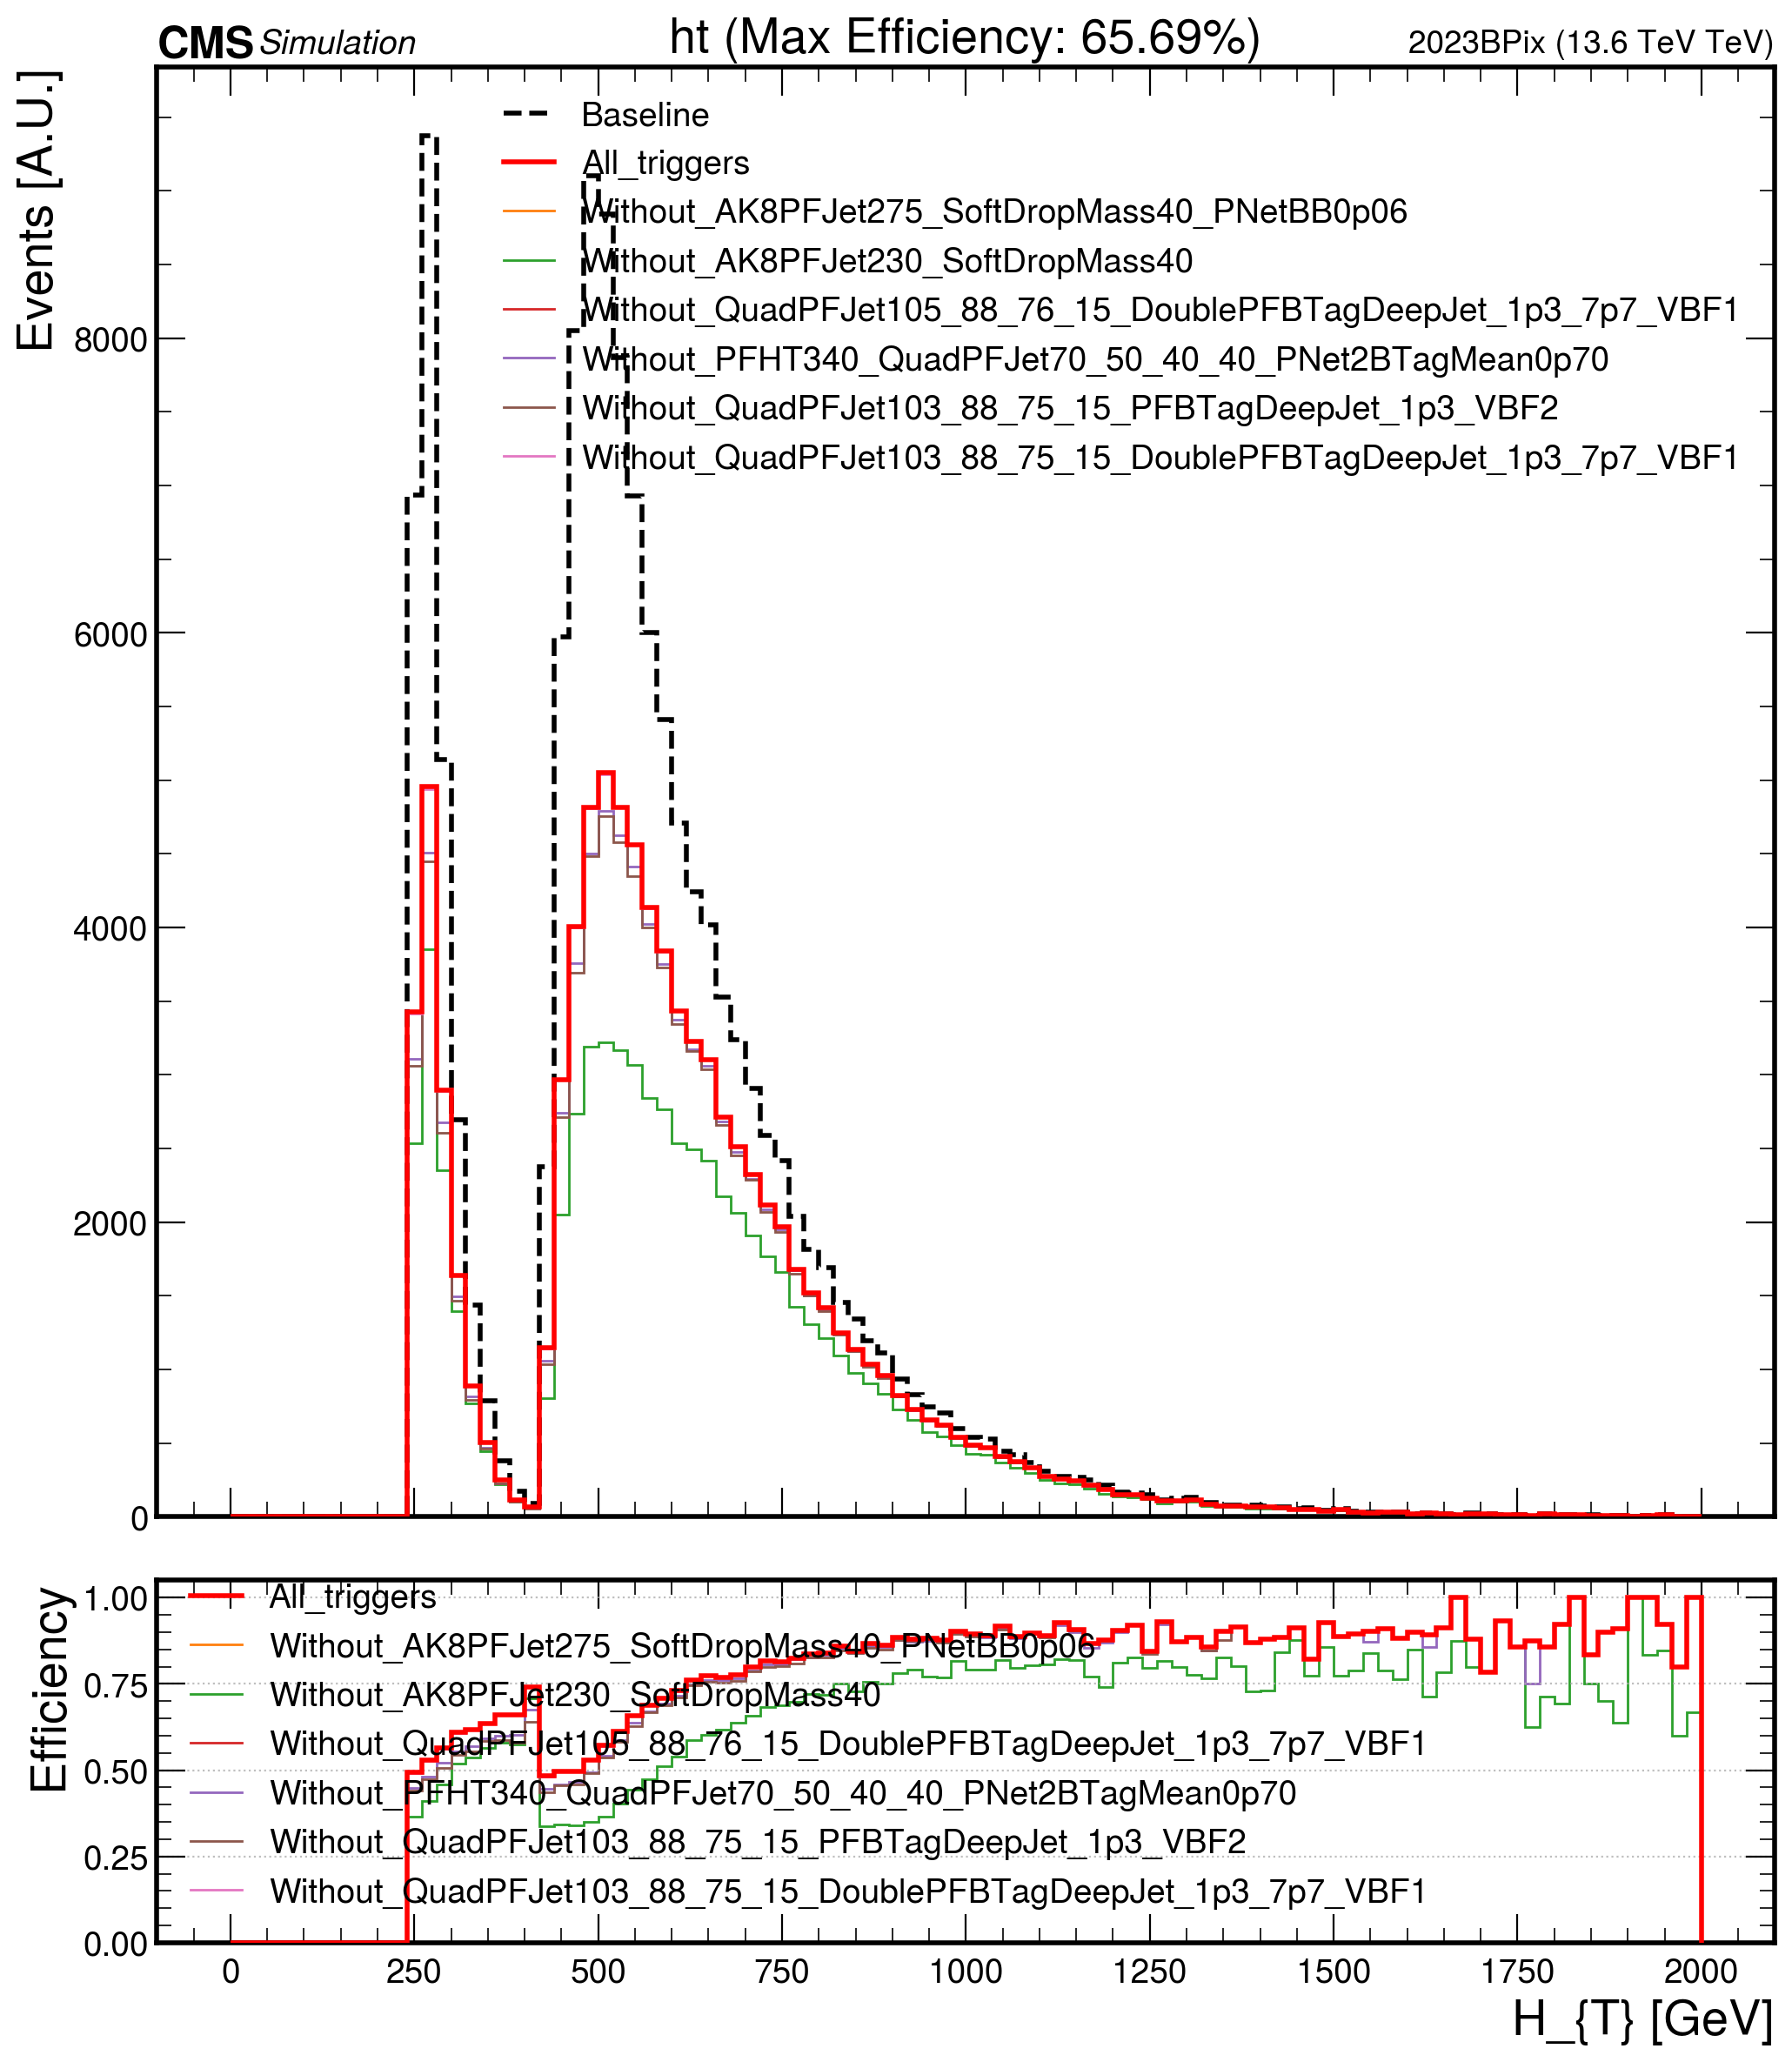 CMS Simulation ht (Max Efficiency: 65.69%) 2023BPix (13.6 TeV TeV)
Events [A.U.]
Baseline
All_triggers
Without_AK8PFJet275_SoftDropMass40_PNetBB0p06
Without_AK8PFJet230_SoftDropMass40
Without_QuadPFJet105_88_76_15_DoublePFBTagDeepJet_1p3_7p7_VBF1
Without_PFHT340_QuadPFJet70_50_40_40_PNet2BTagMean0p70
Without_QuadPFJet103_88_75_15_PFBTagDeepJet_1p3_VBF2
Without_QuadPFJet103_88_75_15_DoublePFBTagDeepJet_1p3_7p7_VBF1
8000
6000
4000
2000
0
Efficiency
1.00
0.75
0.50
0.25
0.00
All_triggers
Without_AK8PFJet275_SoftDropMass40_PNetBB0p06
Without_AK8PFJet230_SoftDropMass40
Without_QuadPFJet105_88_76_15_DoublePFBTagDeepJet_1p3_7p7_VBF1
Without_PFHT340_QuadPFJet70_50_40_40_PNet2BTagMean0p70
Without_QuadPFJet103_88_75_15_PFBTagDeepJet_1p3_VBF2
Without_QuadPFJet103_88_75_15_DoublePFBTagDeepJet_1p3_7p7_VBF1
0 250 500 750 1000 1250 1500 1750 2000
H_{T} [GeV]